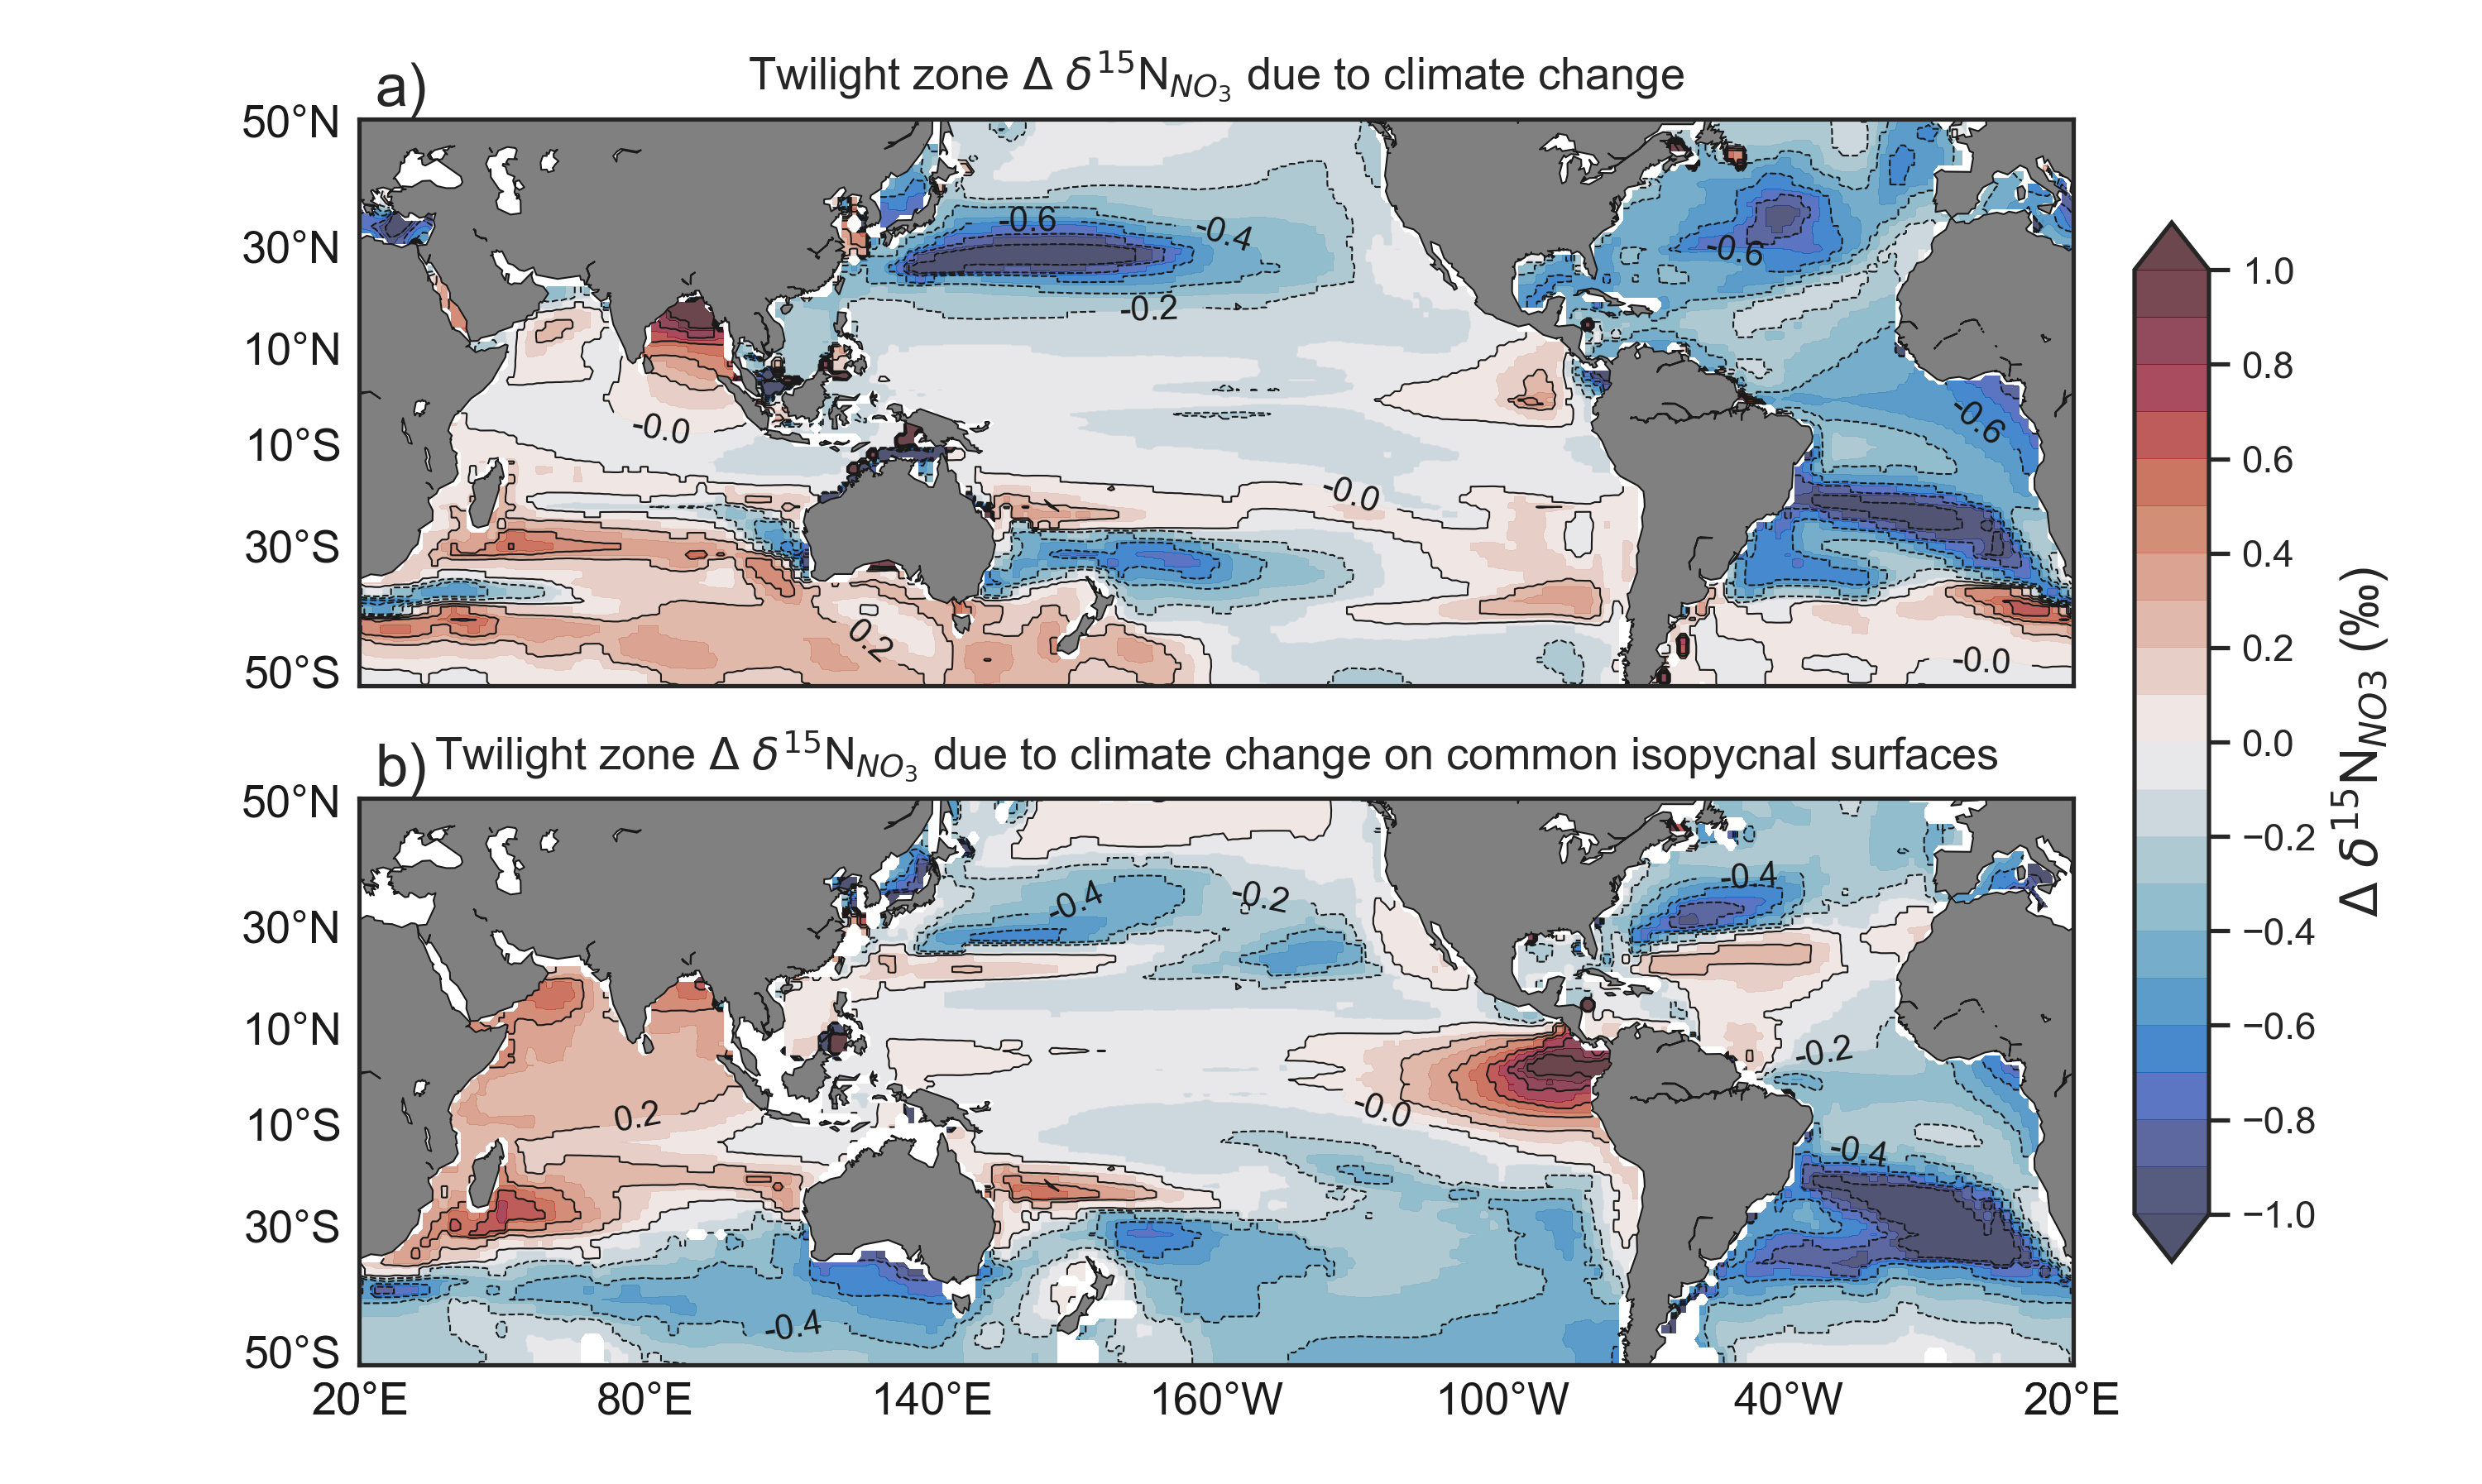 a)
Twilight zone Δ δ¹⁵N_NO₃ due to climate change
50°N
30°N
10°N
10°S
30°S
50°S
-0.6
-0.4
-0.2
-0.6
-0.6
-0.0
-0.0
0.2
-0.0
b)
Twilight zone Δ δ¹⁵N_NO₃ due to climate change on common isopycnal surfaces
50°N
30°N
10°N
10°S
30°S
50°S
-0.4
-0.2
-0.4
-0.2
0.2
-0.0
-0.4
-0.4
20°E
80°E
140°E
160°W
100°W
40°W
20°E
1.0
0.8
0.6
0.4
0.2
0.0
−0.2
−0.4
−0.6
−0.8
−1.0
Δ δ¹⁵N_NO3 (‰)